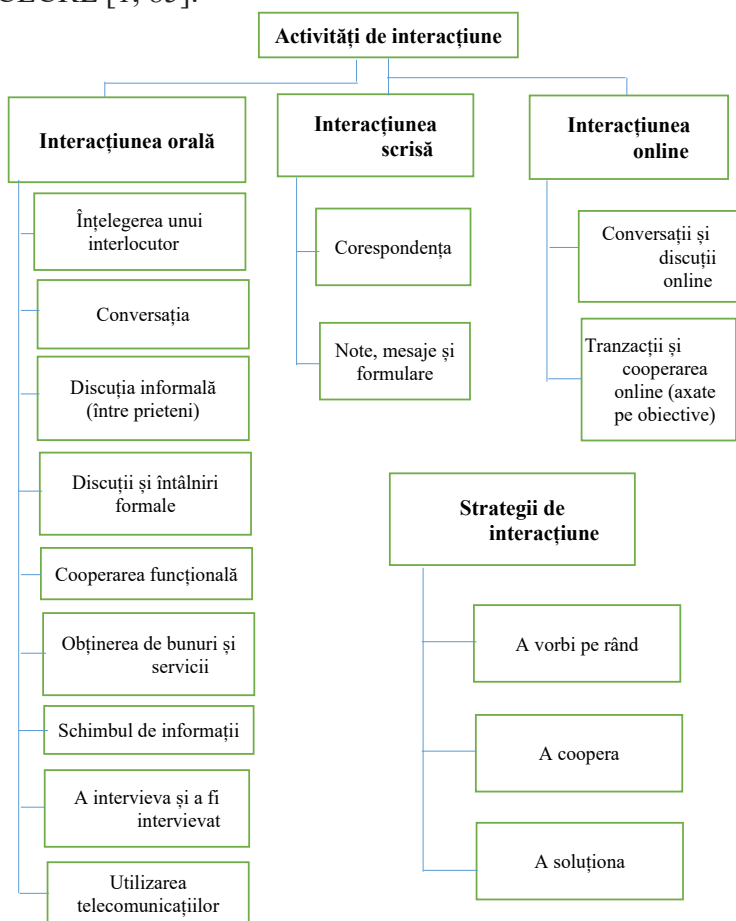 CECRL [1, 83].
Activități de interacțiune
Interacțiunea orală
Înțelegerea unui
interlocutor
Conversația
Discuția informală
(între prieteni)
Discuții și întâlniri
formale
Cooperarea funcțională
Obținerea de bunuri și
servicii
Schimbul de informații
A intervieva și a fi
intervievat
Utilizarea
telecomunicațiilor
Interacțiunea
scrisă
Corespondența
Note, mesaje și
formulare
Interacțiunea
online
Conversații și
discuții
online
Tranzacții și
cooperarea
online (axate
pe obiective)
Strategii de
interacțiune
A vorbi pe rând
A coopera
A soluționa